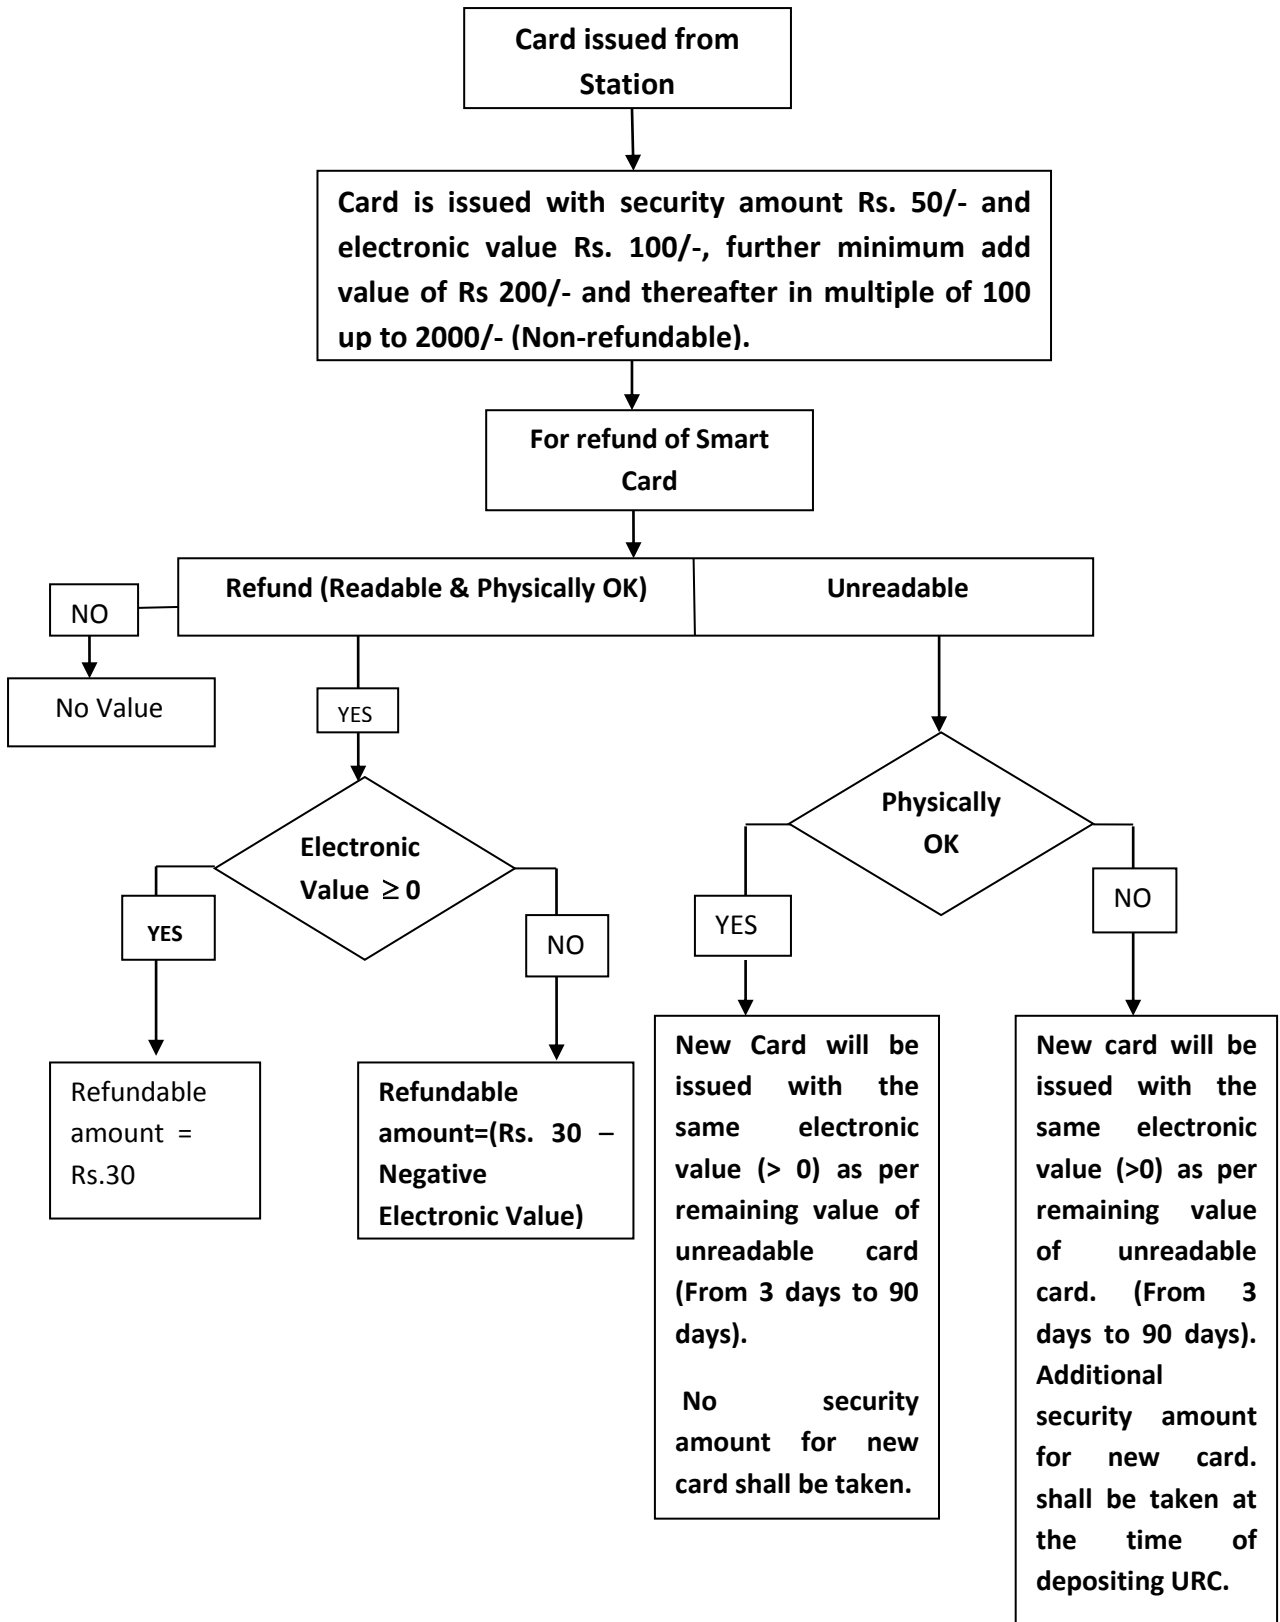 Card issued from
Station
Card is issued with security amount Rs. 50/- and
electronic value Rs. 100/-, further minimum add
value of Rs 200/- and thereafter in multiple of 100
up to 2000/- (Non-refundable).
For refund of Smart
Card
Refund (Readable & Physically OK)
Unreadable
NO
No Value
YES
Electronic
Value ≥ 0
YES
NO
Refundable
amount =
Rs.30
Refundable
amount=(Rs. 30 –
Negative
Electronic Value)
Physically
OK
YES
NO
New Card will be
issued with the
same electronic
value (> 0) as per
remaining value of
unreadable card
(From 3 days to 90
days).
No security
amount for new
card shall be taken.
New card will be
issued with the
same electronic
value (>0) as per
remaining value
of unreadable
card. (From 3
days to 90 days).
Additional
security amount
for new card.
shall be taken at
the time of
depositing URC.